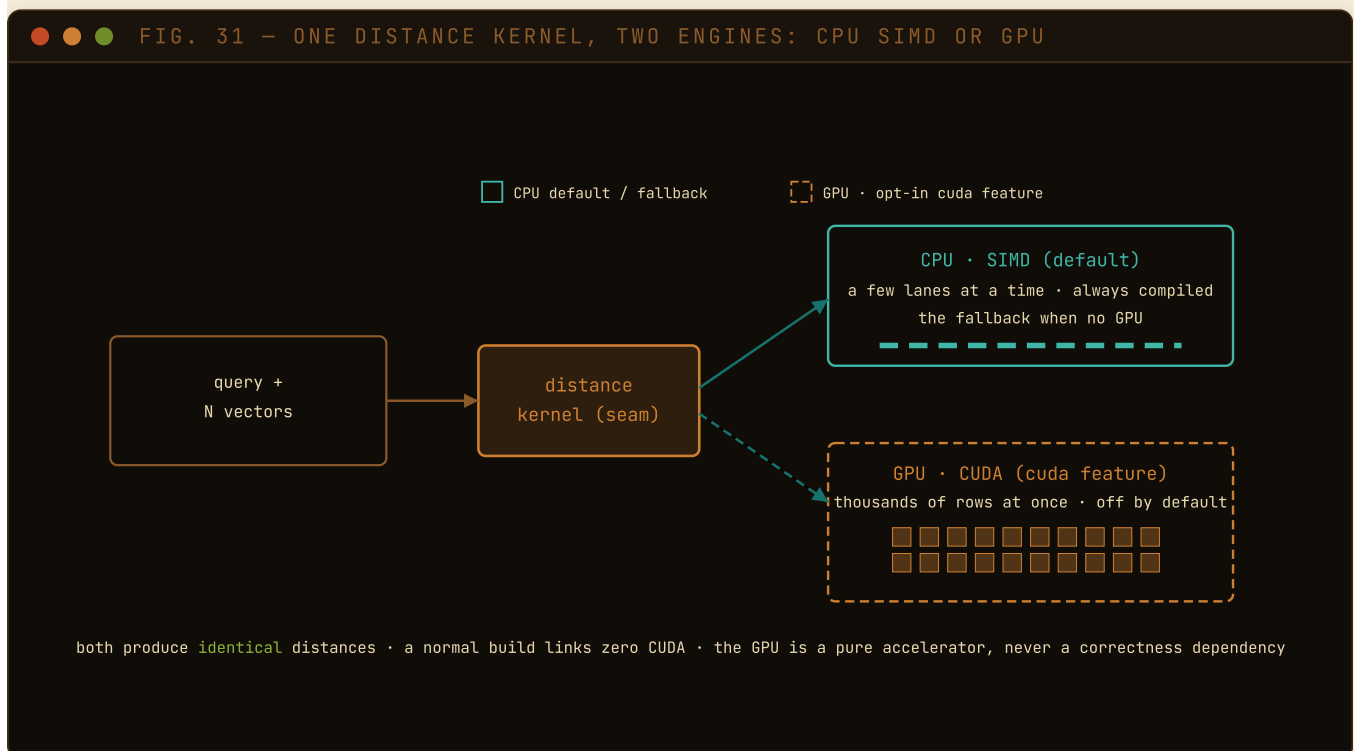 FIG. 31 — ONE DISTANCE KERNEL, TWO ENGINES: CPU SIMD OR GPU
CPU default / fallback
GPU · opt-in cuda feature
query +
N vectors
distance
kernel (seam)
CPU · SIMD (default)
a few lanes at a time · always compiled
the fallback when no GPU
GPU · CUDA (cuda feature)
thousands of rows at once · off by default
both produce identical distances · a normal build links zero CUDA · the GPU is a pure accelerator, never a correctness dependency